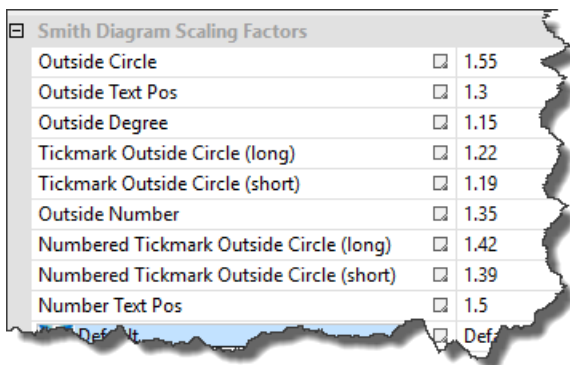 Smith Diagram Scaling Factors
Outside Circle 1.55
Outside Text Pos 1.3
Outside Degree 1.15
Tickmark Outside Circle (long) 1.22
Tickmark Outside Circle (short) 1.19
Outside Number 1.35
Numbered Tickmark Outside Circle (long) 1.42
Numbered Tickmark Outside Circle (short) 1.39
Number Text Pos 1.5